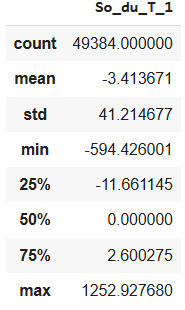 So_du_T_1
count 49384.000000
mean -3.413671
std 41.214677
min -594.426001
25% -11.661145
50% 0.000000
75% 2.600275
max 1252.927680